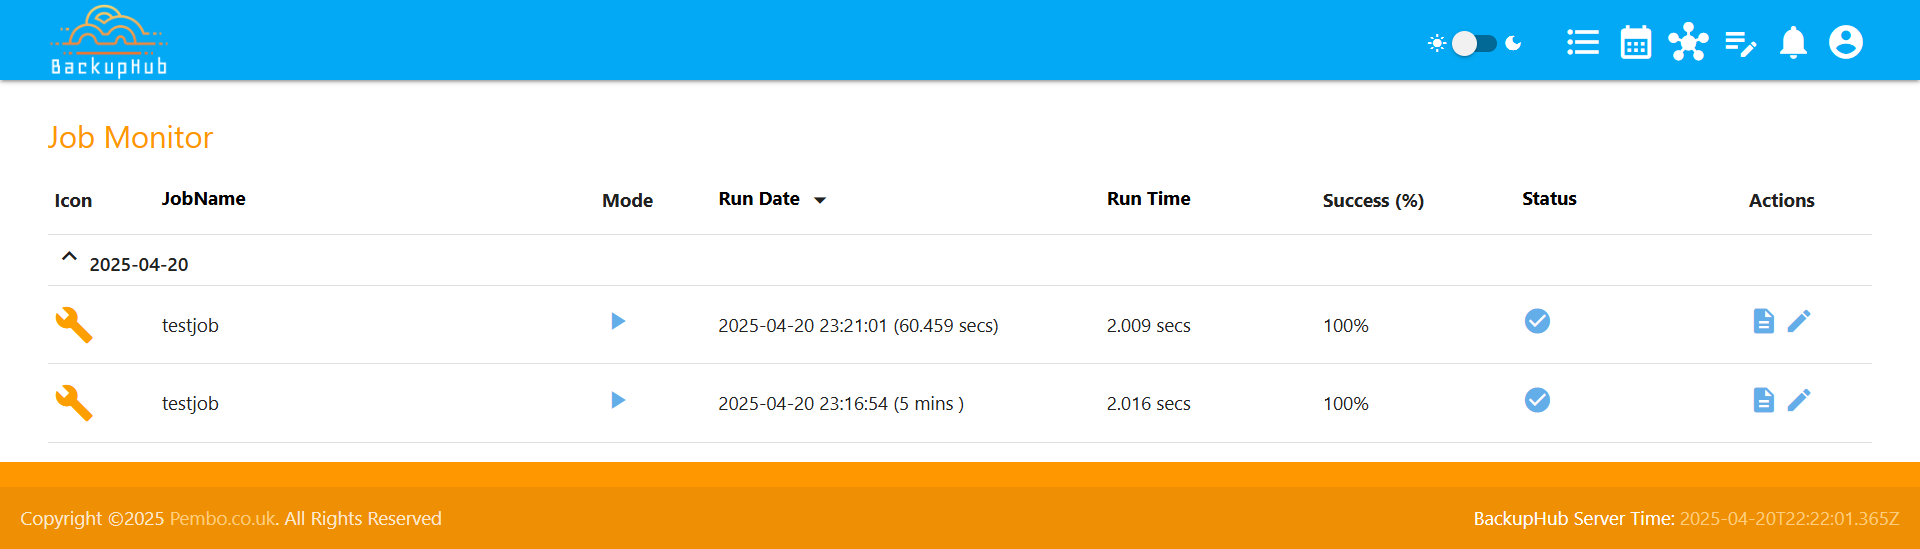 BackupHub
Job Monitor
Icon JobName Mode Run Date Run Time Success (%) Status Actions
2025-04-20
testjob 2025-04-20 23:21:01 (60.459 secs) 2.009 secs 100%
testjob 2025-04-20 23:16:54 (5 mins ) 2.016 secs 100%
Copyright ©2025 Pembo.co.uk. All Rights Reserved BackupHub Server Time: 2025-04-20T22:22:01.365Z